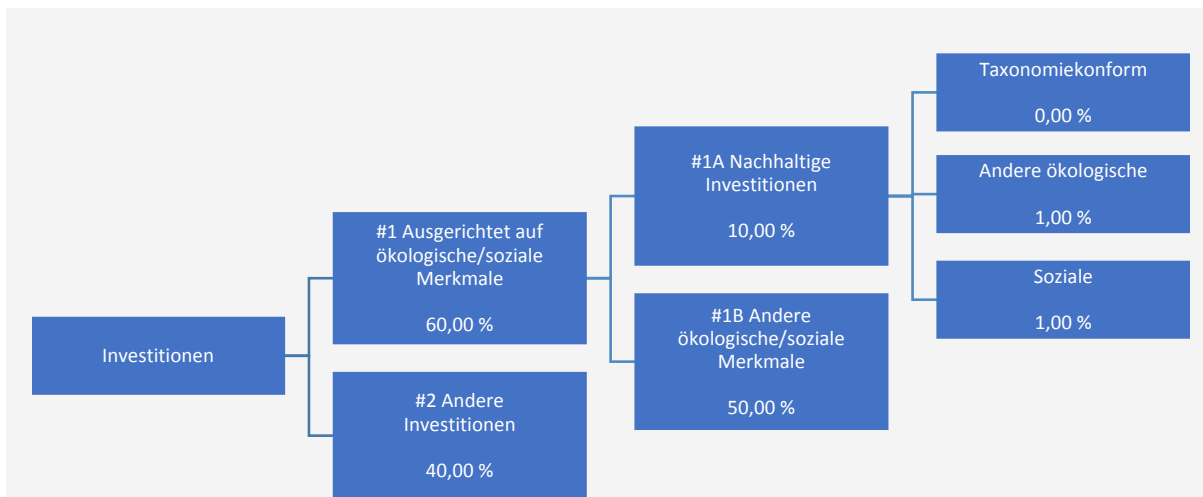 Investitionen
#1 Ausgerichtet auf
ökologische/soziale
Merkmale
60,00 %
#2 Andere
Investitionen
40,00 %
#1A Nachhaltige
Investitionen
10,00 %
#1B Andere
ökologische/soziale
Merkmale
50,00 %
Taxonomiekonform
0,00 %
Andere ökologische
1,00 %
Soziale
1,00 %